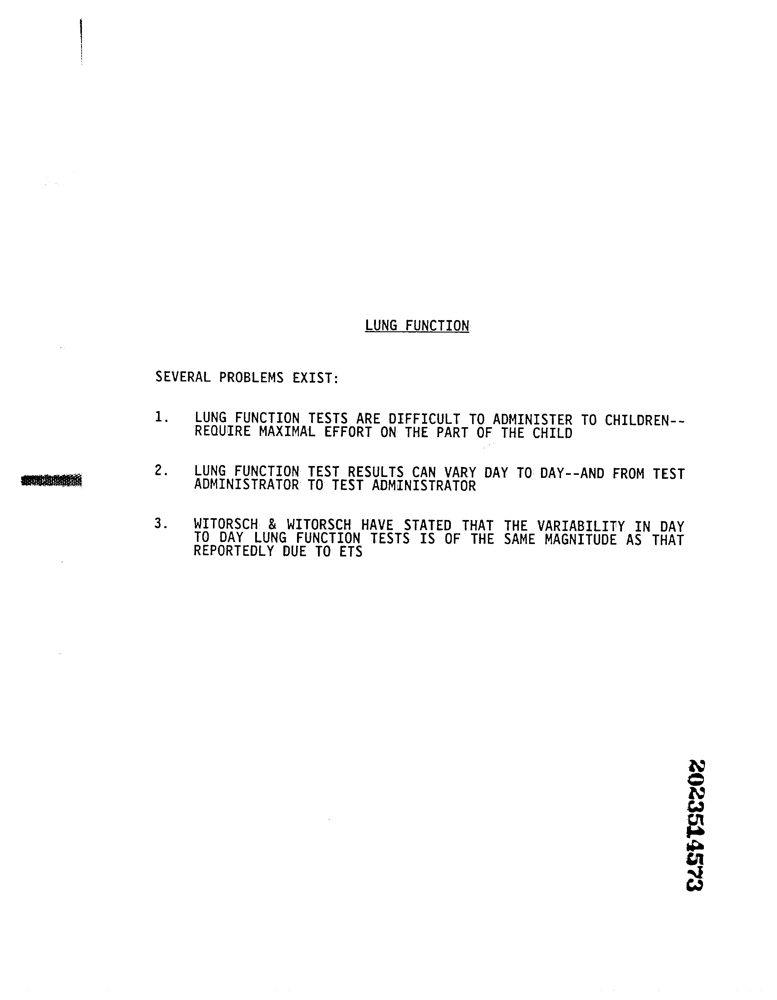 LUNG FUNCTION
SEVERAL PROBLEMS EXIST:
1. LUNG FUNCTION TESTS ARE DIFFICULT TO ADMINISTER TO CHILDREN--
REQUIRE MAXIMAL EFFORT ON THE PART OF THE CHILD
2. LUNG FUNCTION TEST RESULTS CAN VARY DAY TO DAY--AND FROM TEST
ADMINISTRATOR TO TEST ADMINISTRATOR
3. WITORSCH & WITORSCH HAVE STATED THAT THE VARIABILITY IN DAY
TO DAY LUNG FUNCTION TESTS IS OF THE SAME MAGNITUDE AS THAT
REPORTEDLY DUE TO ETS
2023514573